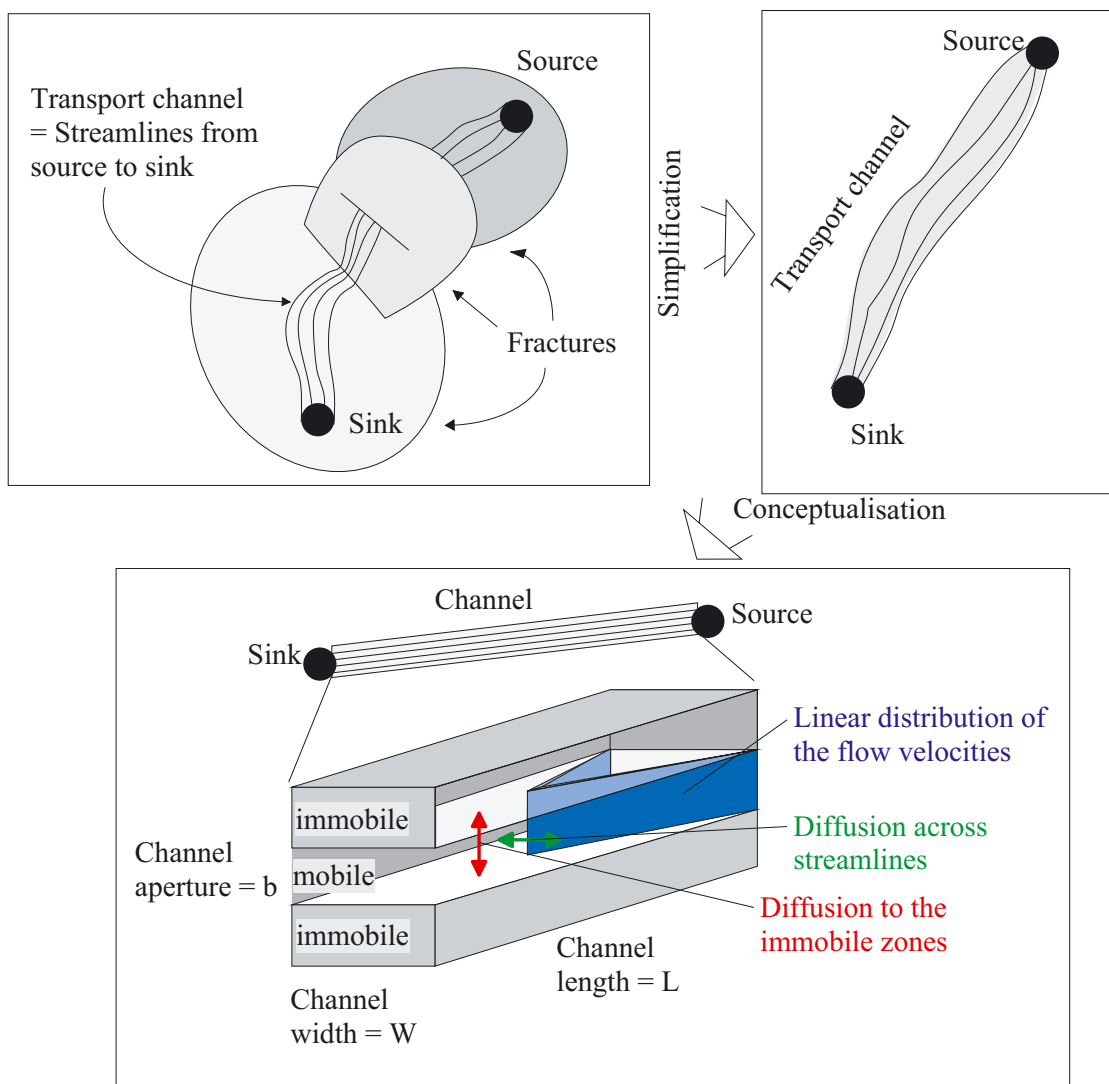 Source
Transport channel
= Streamlines from
source to sink
Fractures
Sink
Simplification
Source
Transport channel
Sink
Conceptualisation
Channel
Source
Sink
Linear distribution of
the flow velocities
immobile
Channel
aperture = b
mobile
Diffusion across
streamlines
immobile
Diffusion to the
immobile zones
Channel
length = L
Channel
width = W